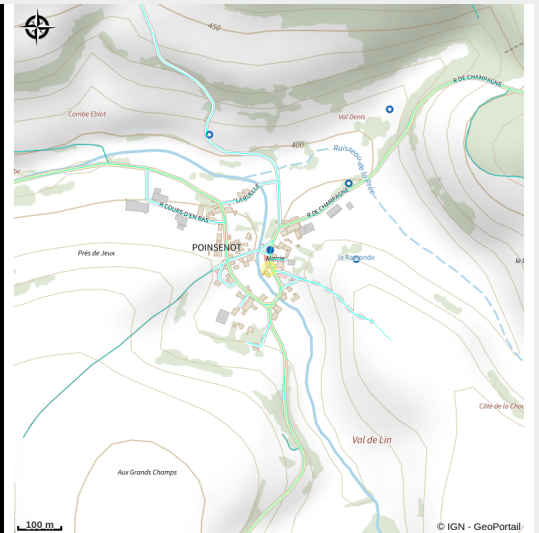 450
R DE CHAMPAGNE
Combe Eblot
Val Denis
400
Ruisseau de la Prée
be
LA RUELLE
R COURS D'EN BAS
R DE CHAMPAGNE
POINSENOT
Prés de Jeux
Mairie
la Ravonde
Côte de la Chou
Val de Lin
Aux Grands Champs
100 m
© IGN - GeoPortail